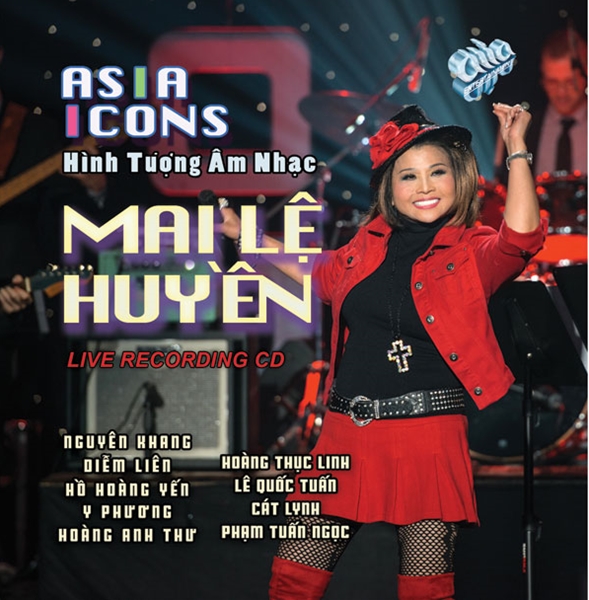 ASIA
ICONS
Hình Tượng Âm Nhạc
MAI LỆ
HUYỀN
LIVE RECORDING CD
NGUYÊN KHANG
DIỄM LIÊN
HỒ HOÀNG YẾN
Y PHƯƠNG
HOÀNG ANH THƯ
HOÀNG THỤC LINH
LÊ QUỐC TUẤN
CÁT LYNH
PHẠM TUẤN NGỌC